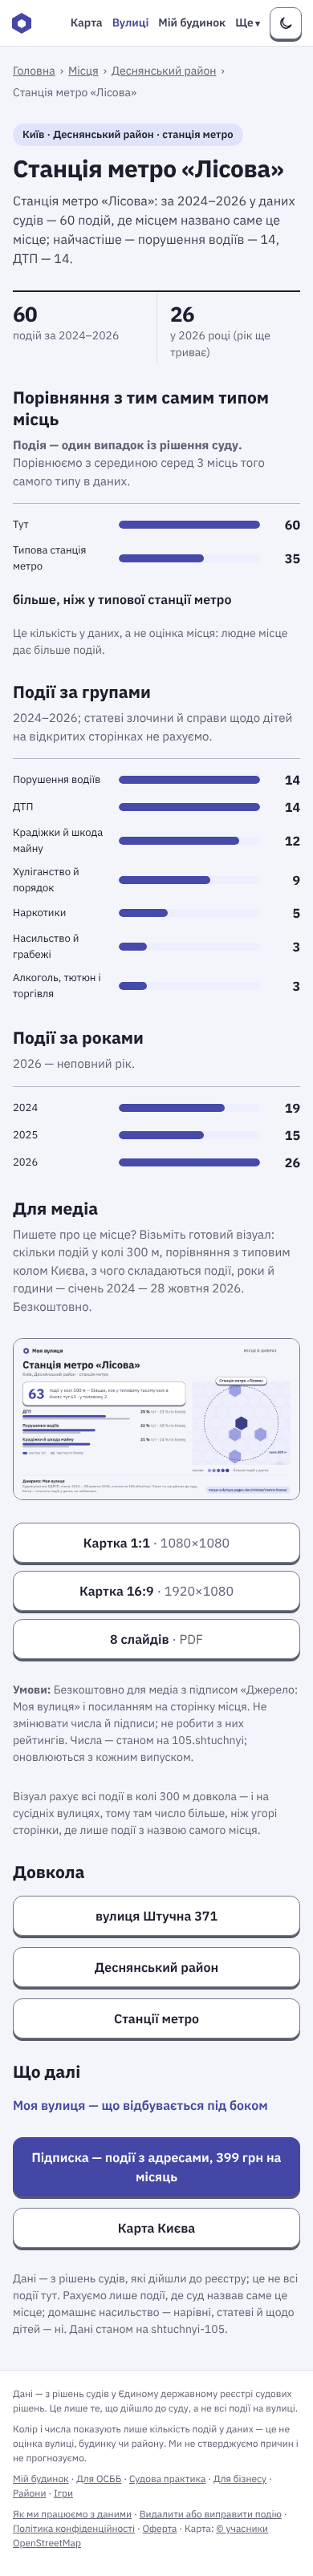 Карта Вулиці Мій будинок Ще ▾
Головна › Місця › Деснянський район ›
Станція метро «Лісова»
Київ · Деснянський район · станція метро
Станція метро «Лісова»
Станція метро «Лісова»: за 2024–2026 у даних
судів — 60 подій, де місцем названо саме це
місце; найчастіше — порушення водіїв — 14,
ДТП — 14.
60
подій за 2024–2026
26
у 2026 році (рік ще
триває)
Порівняння з тим самим типом
місць
Подія — один випадок із рішення суду.
Порівнюємо з серединою серед 3 місць того
самого типу в даних.
Тут 60
Типова станція
метро 35
більше, ніж у типової станції метро
Це кількість у даних, а не оцінка місця: людне місце
дає більше подій.
Події за групами
2024–2026; статеві злочини й справи щодо дітей
на відкритих сторінках не рахуємо.
Порушення водіїв 14
ДТП 14
Крадіжки й шкода
майну 12
Хуліганство й
порядок 9
Наркотики 5
Насильство й
грабежі 3
Алкоголь, тютюн і
торгівля 3
Події за роками
2026 — неповний рік.
2024 19
2025 15
2026 26
Для медіа
Пишете про це місце? Візьміть готовий візуал:
скільки подій у колі 300 м, порівняння з типовим
колом Києва, з чого складаються події, роки й
години — січень 2024 — 28 жовтня 2026.
Безкоштовно.
Моя вулиця
Станція метро «Лісова»
Київ, Деснянський район · станція метро
63
ДТП
Порушення водіїв
Крадіжки й шкода майну
Станція метро «Лісова»
Джерело: Моя вулиця
Картка 1:1 · 1080×1080
Картка 16:9 · 1920×1080
8 слайдів · PDF
Умови: Безкоштовно для медіа з підписом «Джерело:
Моя вулиця» і посиланням на сторінку місця. Не
змінювати числа й підписи; не робити з них
рейтингів. Числа — станом на 105.shtuchnyi;
оновлюються з кожним випуском.
Візуал рахує всі події в колі 300 м довкола — і на
сусідніх вулицях, тому там число більше, ніж угорі
сторінки, де лише події з назвою самого місця.
Довкола
вулиця Штучна 371
Деснянський район
Станції метро
Що далі
Моя вулиця — що відбувається під боком
Підписка — події з адресами, 399 грн на
місяць
Карта Києва
Дані — з рішень судів, які дійшли до реєстру; це не всі
події тут. Рахуємо лише події, де суд назвав саме це
місце; домашнє насильство — нарівні, статеві й щодо
дітей — ні. Дані станом на shtuchnyi-105.
Дані — з рішень судів у Єдиному державному реєстрі судових
рішень. Це лише те, що дійшло до суду, а не всі події на вулиці.
Колір і числа показують лише кількість подій у даних — це не
оцінка вулиці, будинку чи району. Ми не стверджуємо причин і
не прогнозуємо.
Мій будинок · Для ОСББ · Судова практика · Для бізнесу ·
Райони · Ігри
Як ми працюємо з даними · Видалити або виправити подію ·
Політика конфіденційності · Оферта · Карта: © учасники
OpenStreetMap